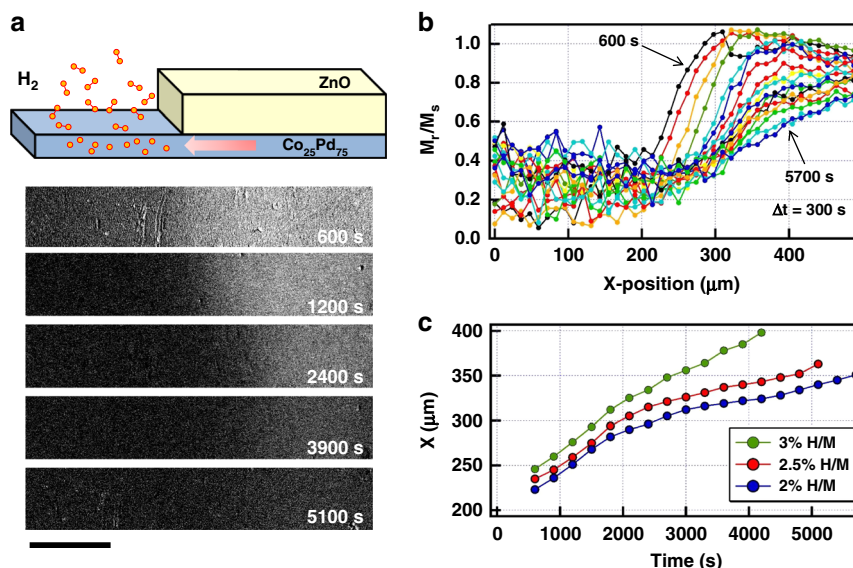 a
H₂
ZnO
Co₂₅Pd₇₅
600 s
1200 s
2400 s
3900 s
5100 s
b
Mᵣ/Mₛ
1.0
0.8
0.6
0.4
0.2
0.0
600 s
5700 s
Δt = 300 s
0 100 200 300 400
X-position (μm)
c
X (μm)
400
350
300
250
200
3% H/M
2.5% H/M
2% H/M
0 1000 2000 3000 4000 5000
Time (s)